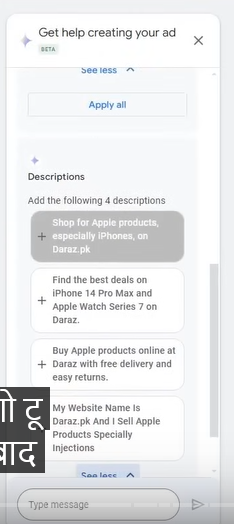 Get help creating your ad
BETA
See less
Apply all
Descriptions
Add the following 4 descriptions
Shop for Apple products,
especially iPhones, on
Daraz.pk
Find the best deals on
iPhone 14 Pro Max and
Apple Watch Series 7 on
Daraz.
Buy Apple products online at
Daraz with free delivery and
easy returns.
My Website Name Is
Daraz.pk And I Sell Apple
Products Specially
Injections
टू
See less
Type message